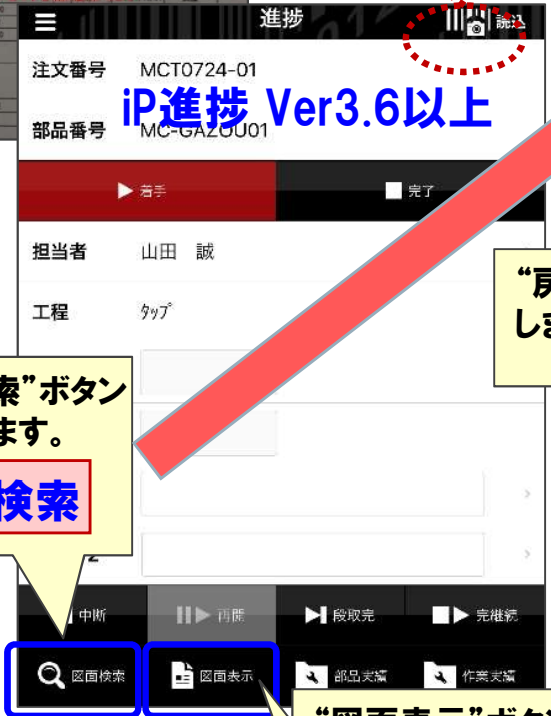 進捗
読込
注文番号 MCT0724-01
iP進捗 Ver3.6以上
部品番号 MC-GAZOU01
着手
完了
担当者 山田 誠
“戻
しま
工程 ﾀｯﾌﾟ
索”ボタン
ます。
検索
2
中断
再開
段取完
完継続
図面検索
図面表示
部品実績
作業実績
“図面表示”ボタン